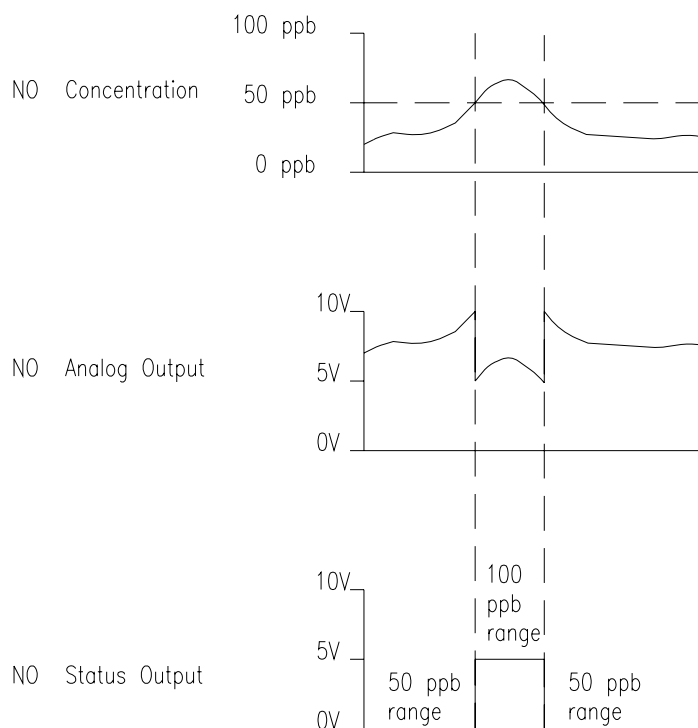 100 ppb
NO Concentration
50 ppb
0 ppb
10V
NO Analog Output
5V
0V
10V
100
ppb
range
5V
NO Status Output
50 ppb
range
50 ppb
range
0V